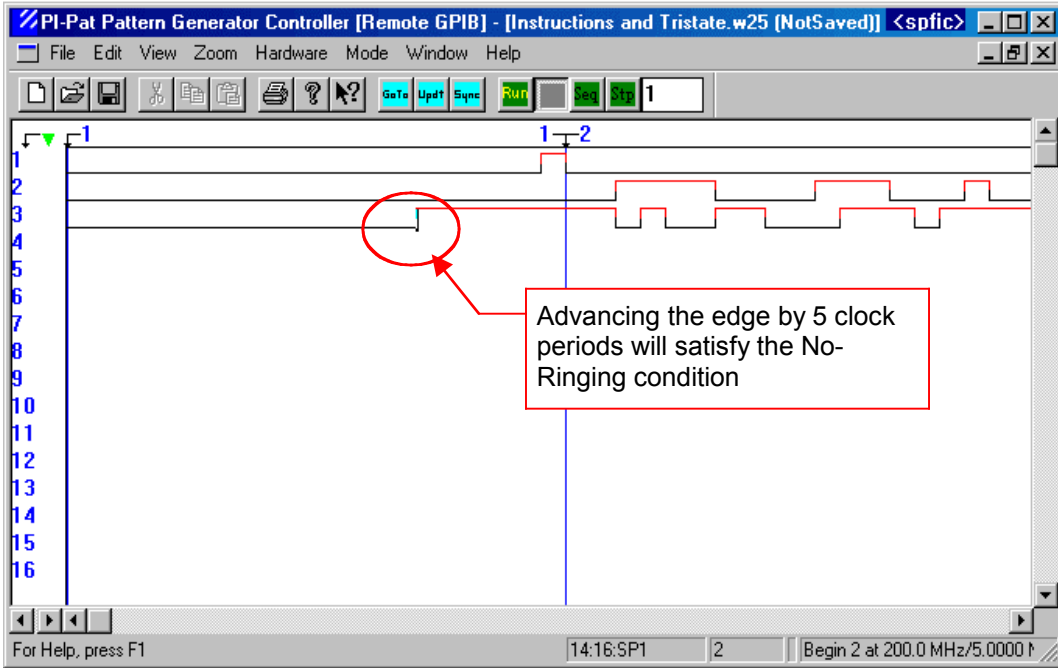 PI-Pat Pattern Generator Controller [Remote GPIB] - [Instructions and Tristate.w25 (NotSaved)] <spfic>
File Edit View Zoom Hardware Mode Window Help
GoTo Updt Sync Run Seq Stp 1
1 1 2
1
2
3
4
5
6
7
8
9
10
11
12
13
14
15
16
Advancing the edge by 5 clock
periods will satisfy the No-
Ringing condition
For Help, press F1 14:16:SP1 2 Begin 2 at 200.0 MHz/5.0000